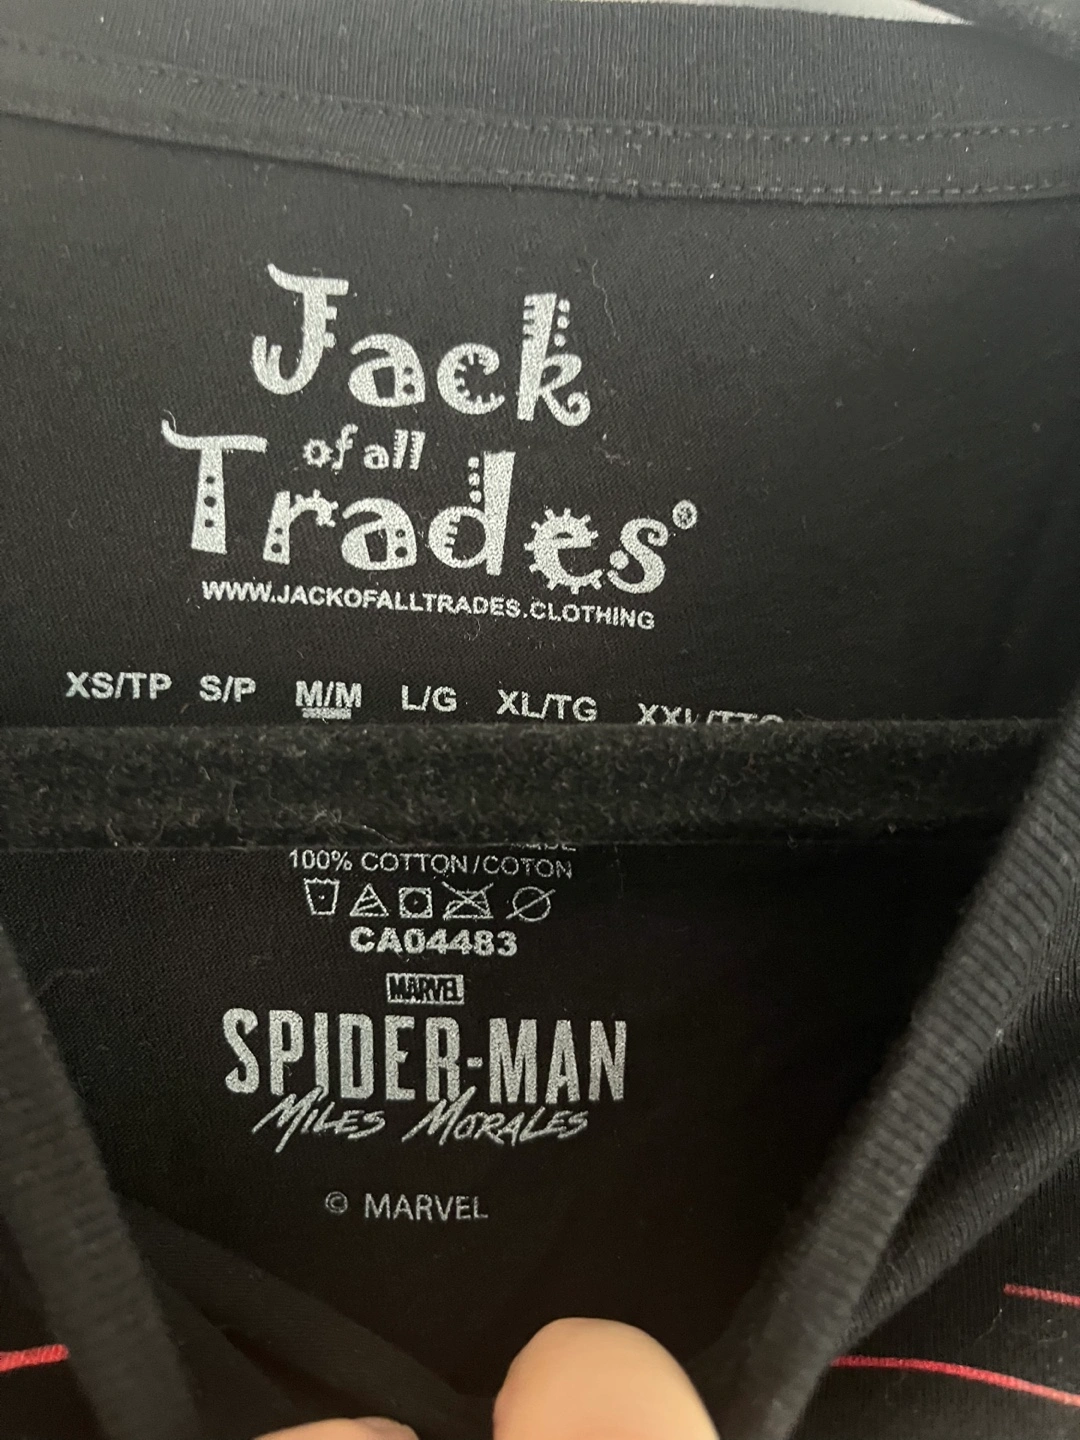 Jack
of all
Trades®
WWW.JACKOFALLTRADES.CLOTHING
XS/TP S/P M/M L/G XL/TG
100% COTTON/COTON
CA04483
MARVEL
SPIDER-MAN
MILES MORALES
© MARVEL